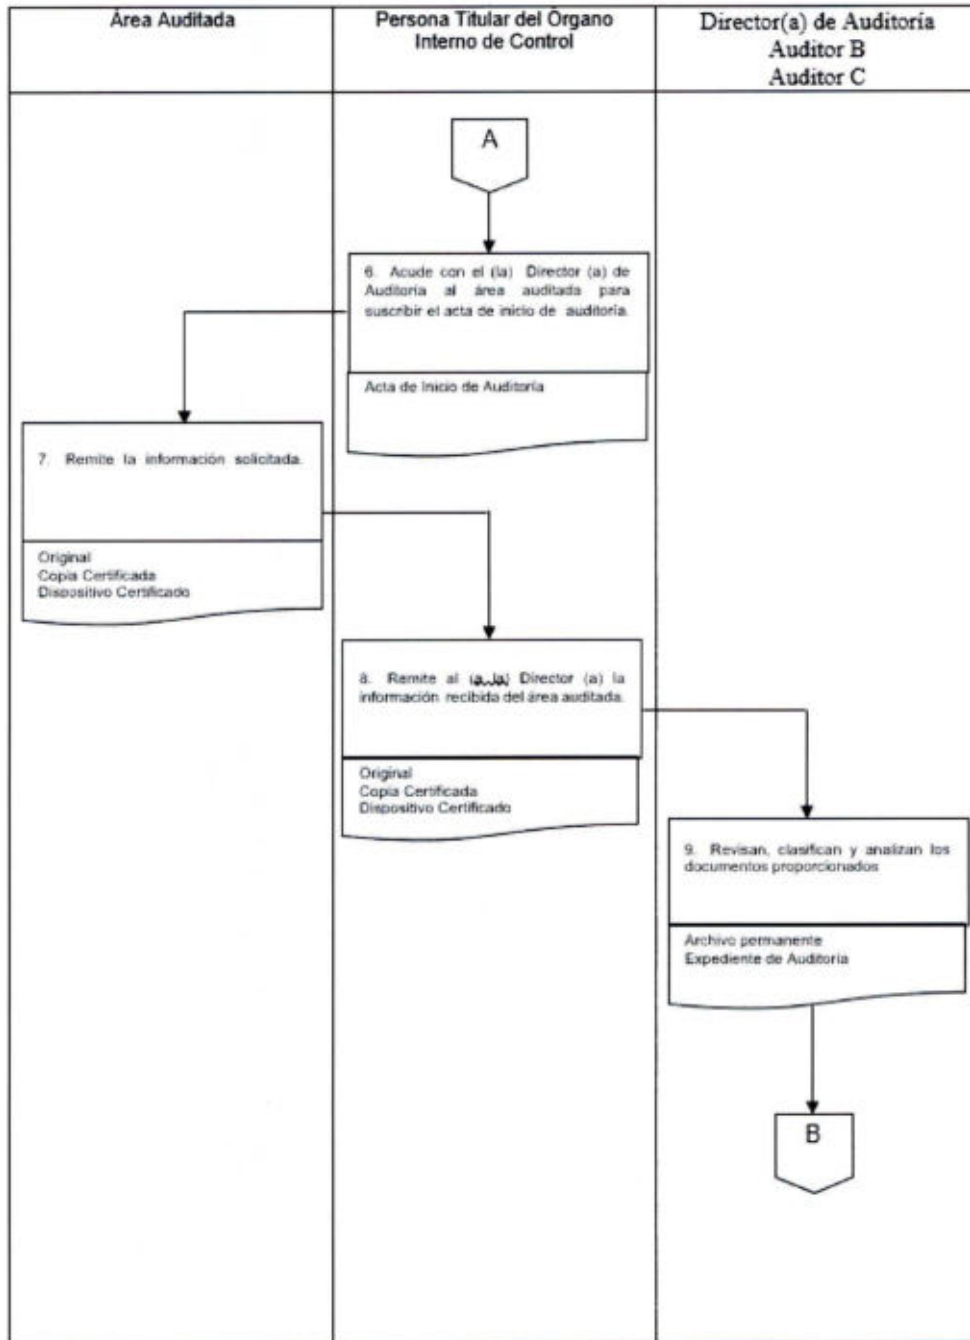 Área Auditada
Persona Titular del Órgano
Interno de Control
Director(a) de Auditoría
Auditor B
Auditor C
A
6. Acude con el (la) Director (a) de
Auditoría al área auditada para
suscribir el acta de inicio de auditoría.
Acta de Inicio de Auditoría
7. Remite la información solicitada.
Original
Copia Certificada
Dispositivo Certificado
8. Remite al (a la) Director (a) la
información recibida del área auditada.
Original
Copia Certificada
Dispositivo Certificado
9. Revisan, clasifican y analizan los
documentos proporcionados
Archivo permanente
Expediente de Auditoría
B